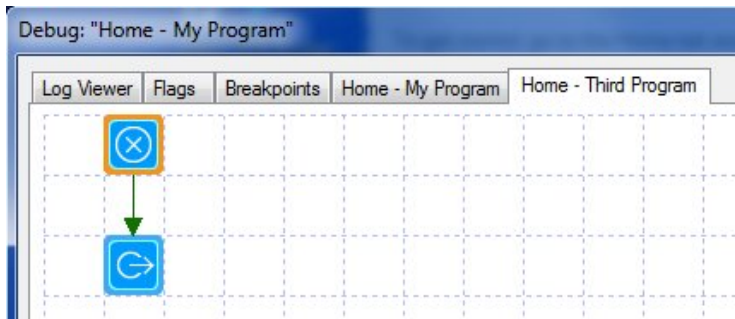 Debug: "Home - My Program"
Log Viewer Flags Breakpoints Home - My Program Home - Third Program